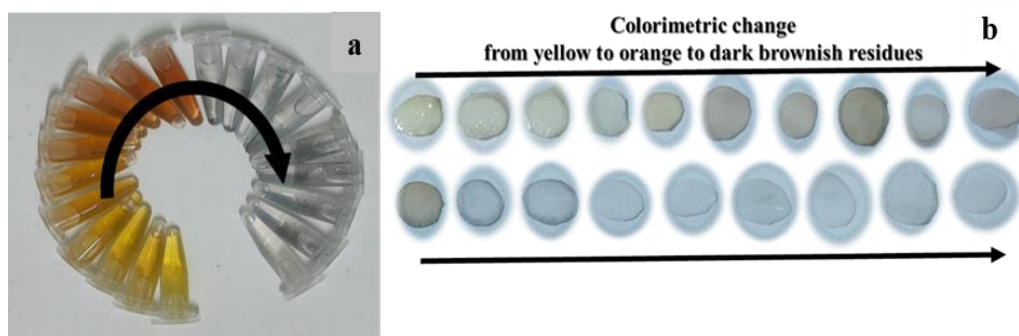 a
Colorimetric change
from yellow to orange to dark brownish residues
b